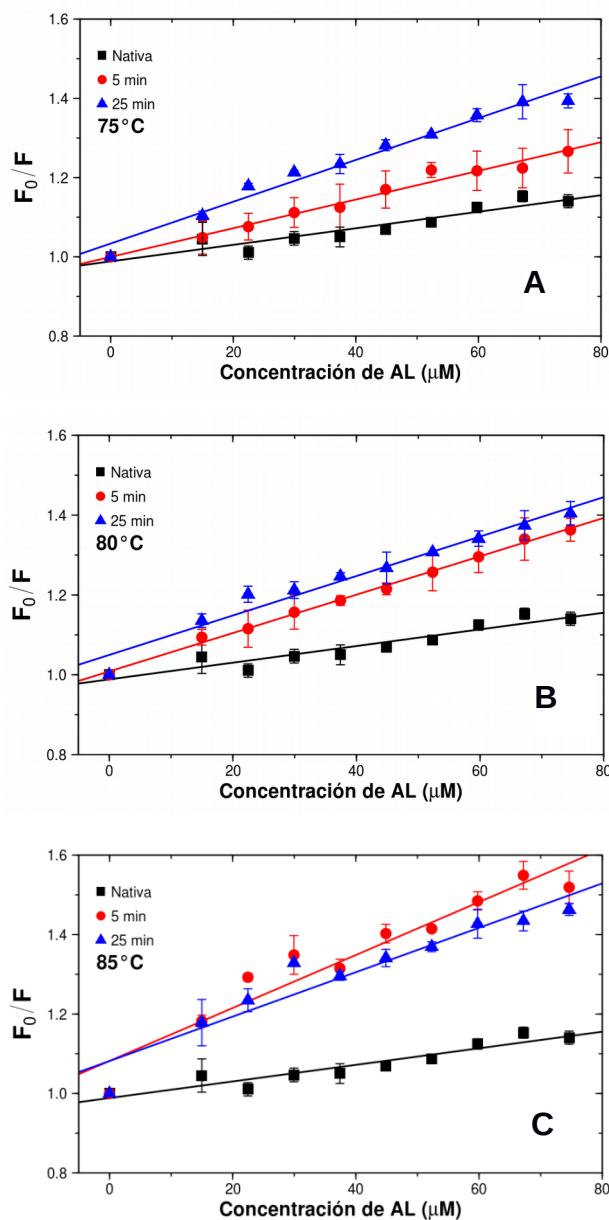 1.6
1.4
1.2
1.0
0.8
F₀/F
Nativa
5 min
25 min
75°C
A
0 20 40 60 80
Concentración de AL (μM)
1.6
1.4
1.2
1.0
0.8
F₀/F
Nativa
5 min
25 min
80°C
B
0 20 40 60 80
Concentración de AL (μM)
1.6
1.4
1.2
1.0
0.8
F₀/F
Nativa
5 min
25 min
85°C
C
0 20 40 60 80
Concentración de AL (μM)